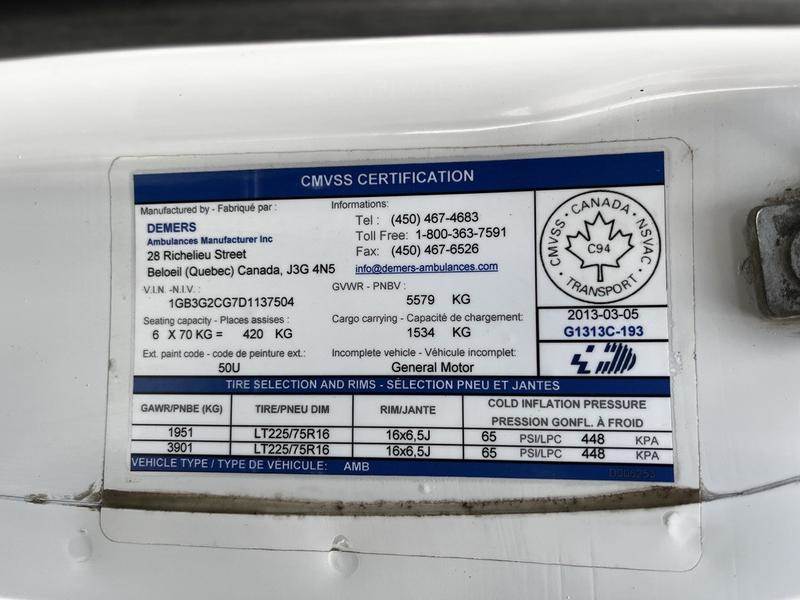 CMVSS CERTIFICATION
Manufactured by - Fabriqué par :
DEMERS
Ambulances Manufacturer Inc
28 Richelieu Street
Beloeil (Quebec) Canada, J3G 4N5
Informations:
Tel : (450) 467-4683
Toll Free: 1-800-363-7591
Fax: (450) 467-6526
info@demers-ambulances.com
V.I.N. -N.I.V. :
1GB3G2CG7D1137504
GVWR - PNBV :
5579 KG
Seating capacity - Places assises :
6 X 70 KG = 420 KG
Cargo carrying - Capacité de chargement:
1534 KG
Ext. paint code - code de peinture ext.:
50U
Incomplete vehicle - Véhicule incomplet:
General Motor
CMVSS · CANADA · NSVAC
C94
· TRANSPORT ·
2013-03-05
G1313C-193
TIRE SELECTION AND RIMS - SÉLECTION PNEU ET JANTES
GAWR/PNBE (KG) TIRE/PNEU DIM RIM/JANTE COLD INFLATION PRESSURE
PRESSION GONFL. À FROID
1951 LT225/75R16 16x6,5J 65 PSI/LPC 448 KPA
3901 LT225/75R16 16x6,5J 65 PSI/LPC 448 KPA
VEHICLE TYPE / TYPE DE VÉHICULE: AMB